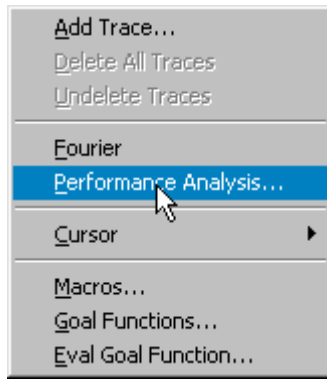 Add Trace...
Delete All Traces
Undelete Traces
Fourier
Performance Analysis...
Cursor
Macros...
Goal Functions...
Eval Goal Function...